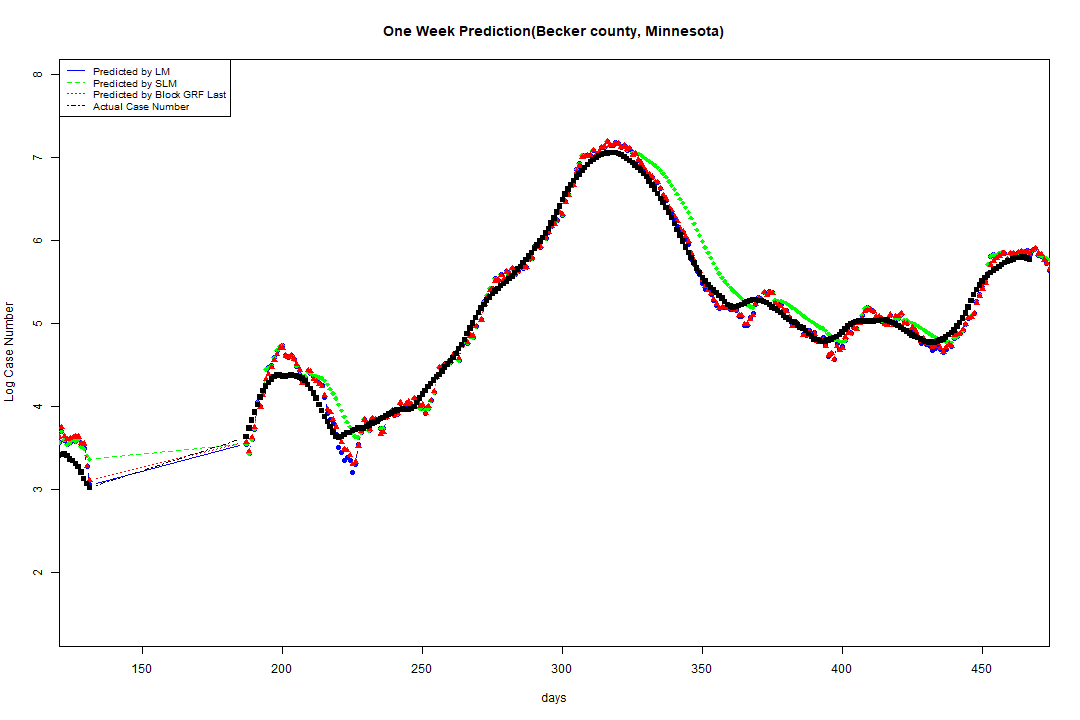 One Week Prediction(Becker county, Minnesota)
Predicted by LM
Predicted by SLM
Predicted by Block GRF Last
Actual Case Number
8
7
6
5
4
3
2
Log Case Number
150 200 250 300 350 400 450
days